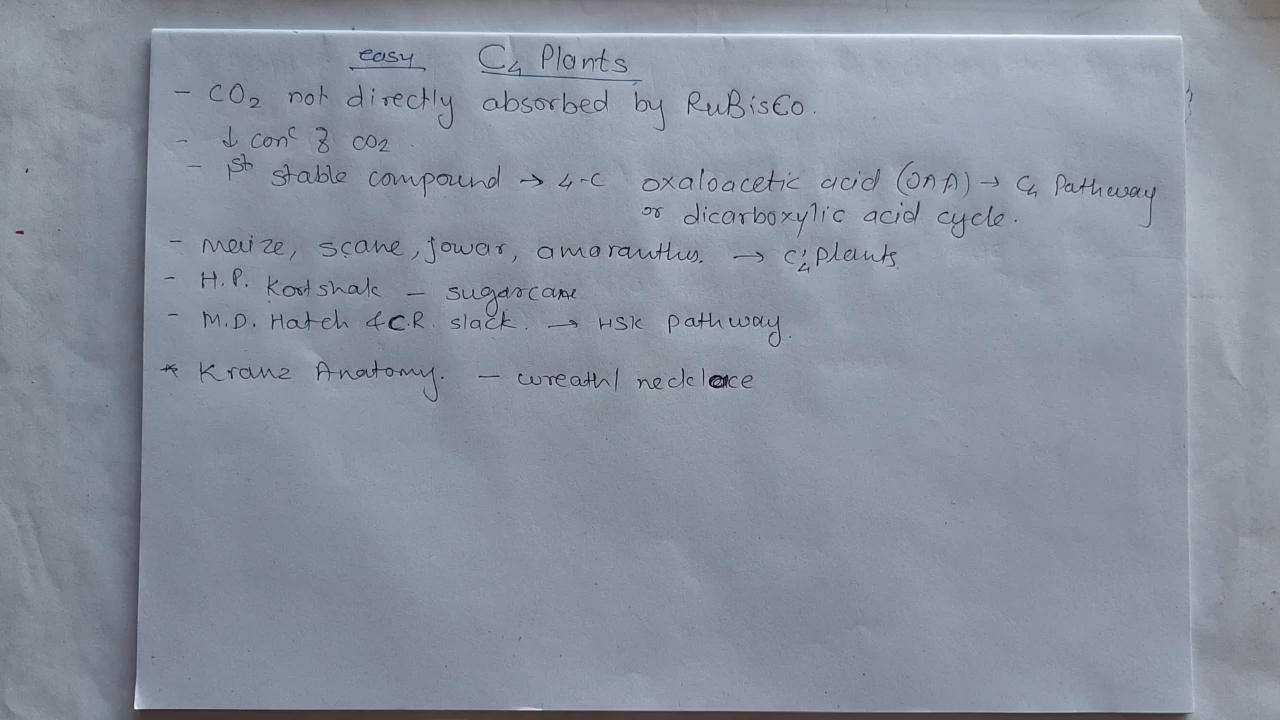 easy C4 Plants
- CO2 not directly absorbed by RuBisCo.
- ↓ conc of CO2
- 1st stable compound → 4-C oxaloacetic acid (OAA) → C4 Pathway
or dicarboxylic acid cycle.
- Maize, scane, jowar, amaranthus. → C4 plants
- H.P. Kortshak - sugarcane
- M.D. Hatch & C.R. slack. → HSK pathway.
* Kranz Anatomy. - wreath/ necklace